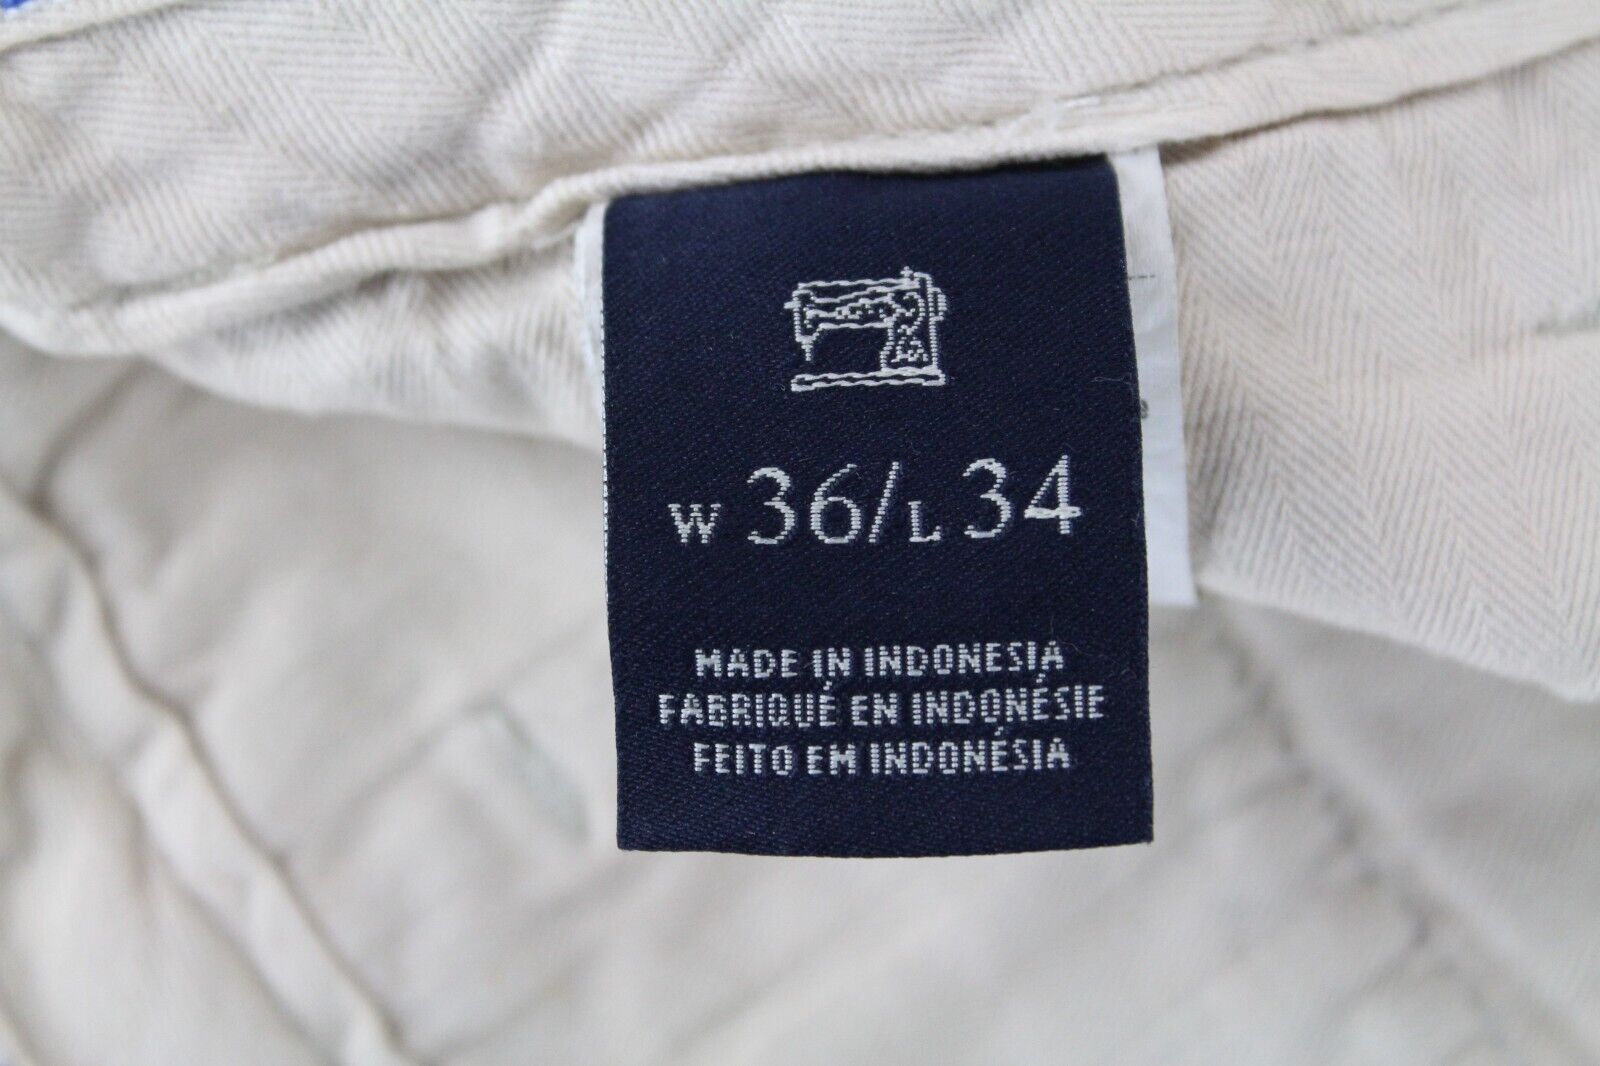 W 36/L 34
MADE IN INDONESIA
FABRIQUÉ EN INDONÉSIE
FEITO EM INDONÉSIA